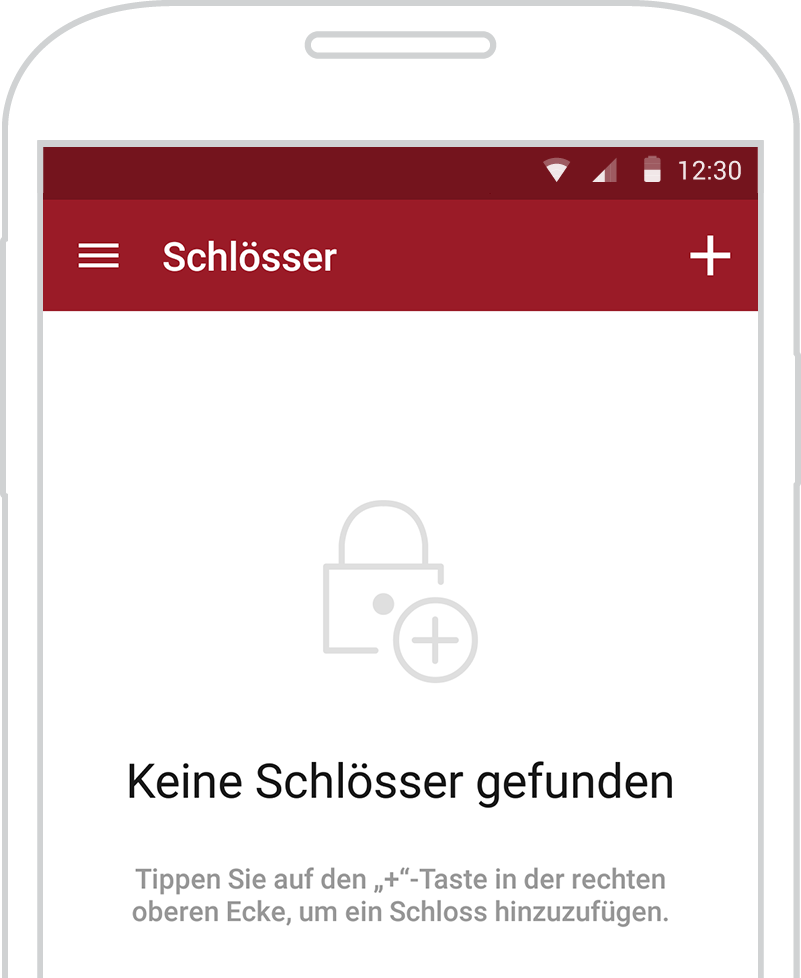 12:30
Schlösser
Keine Schlösser gefunden
Tippen Sie auf den „+“-Taste in der rechten
oberen Ecke, um ein Schloss hinzuzufügen.